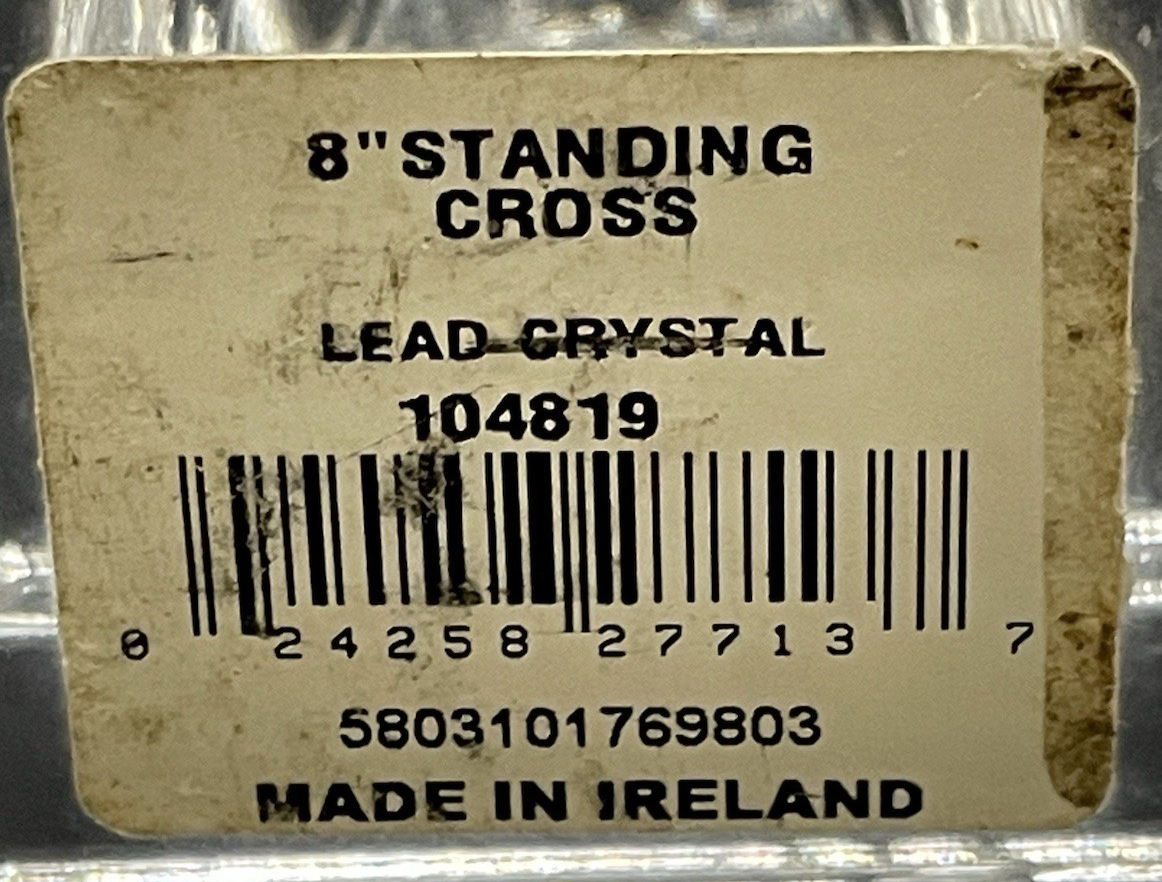 8" STANDING
CROSS
LEAD CRYSTAL
104819
0 24258 27713 7
5803101769803
MADE IN IRELAND